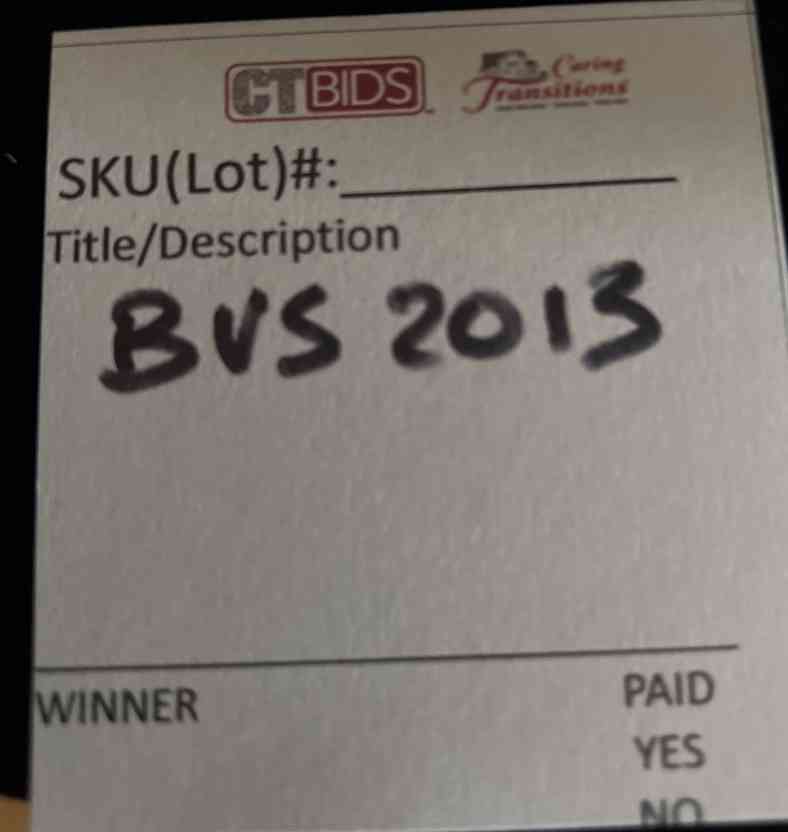 CTBIDS Caring Transitions
SKU(Lot)#:
Title/Description
BVS 2013
WINNER PAID
YES
NO